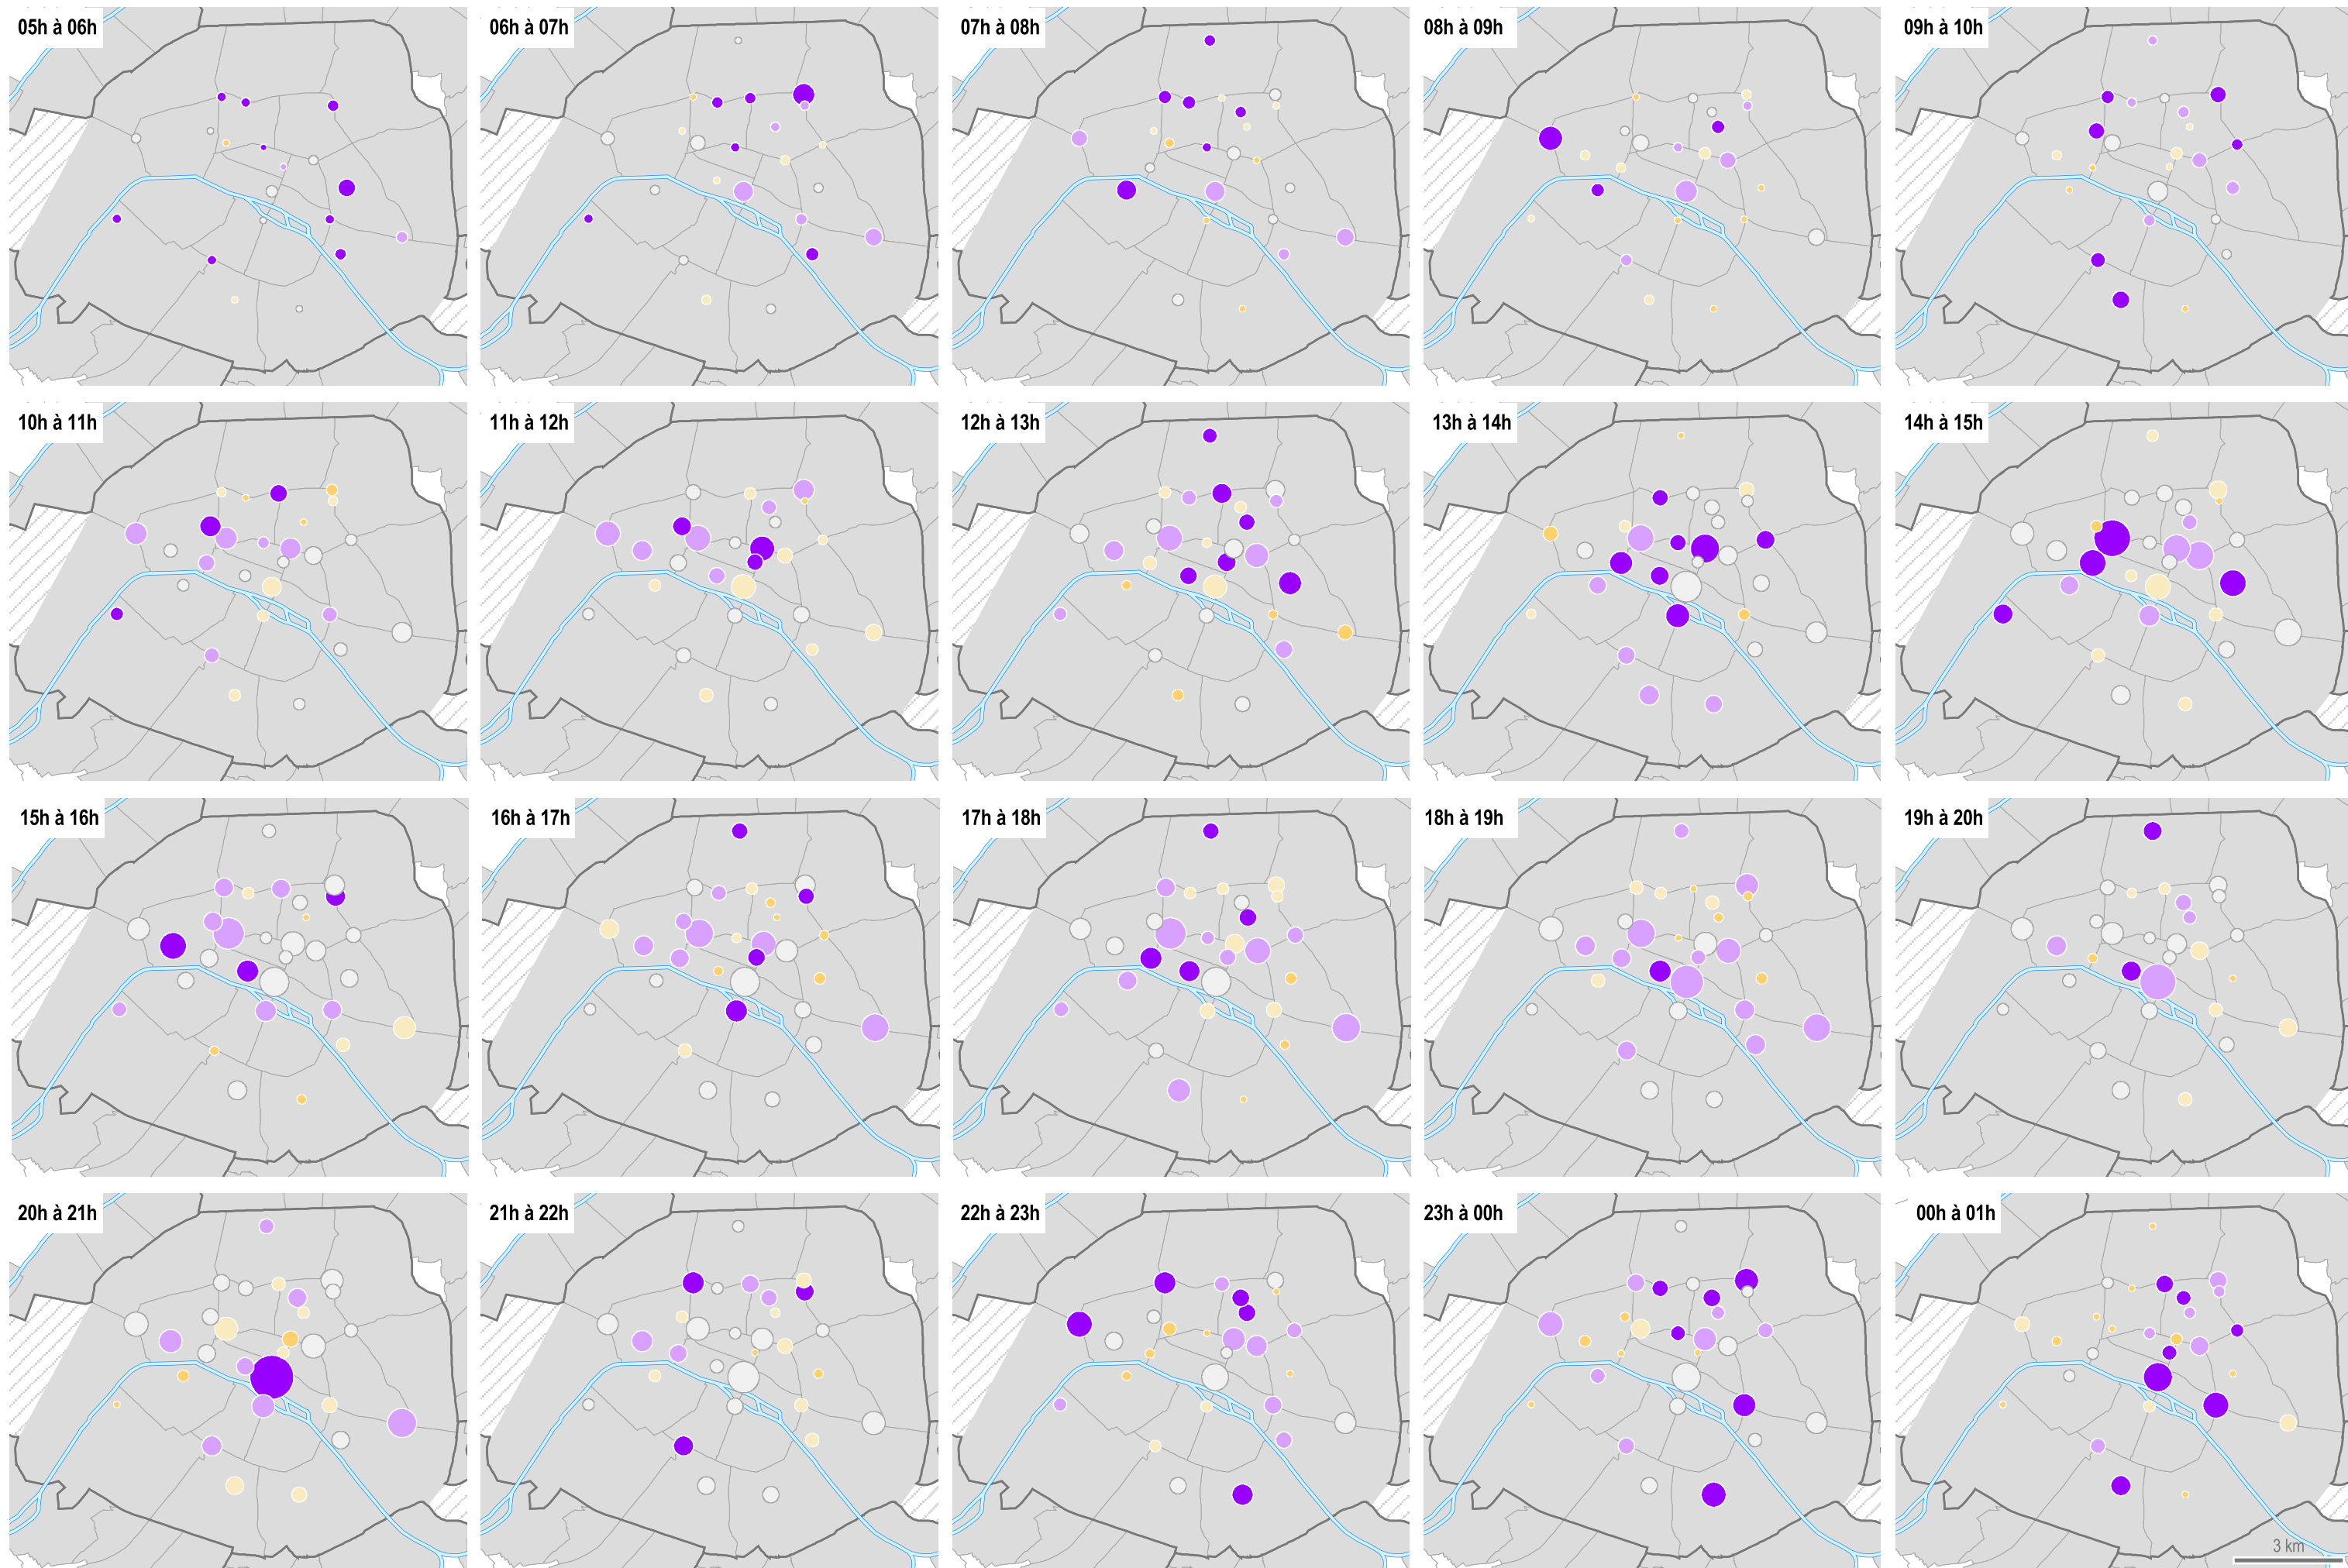 05h à 06h
06h à 07h
07h à 08h
08h à 09h
09h à 10h
10h à 11h
11h à 12h
12h à 13h
13h à 14h
14h à 15h
15h à 16h
16h à 17h
17h à 18h
18h à 19h
19h à 20h
20h à 21h
21h à 22h
22h à 23h
23h à 00h
00h à 01h
3 km